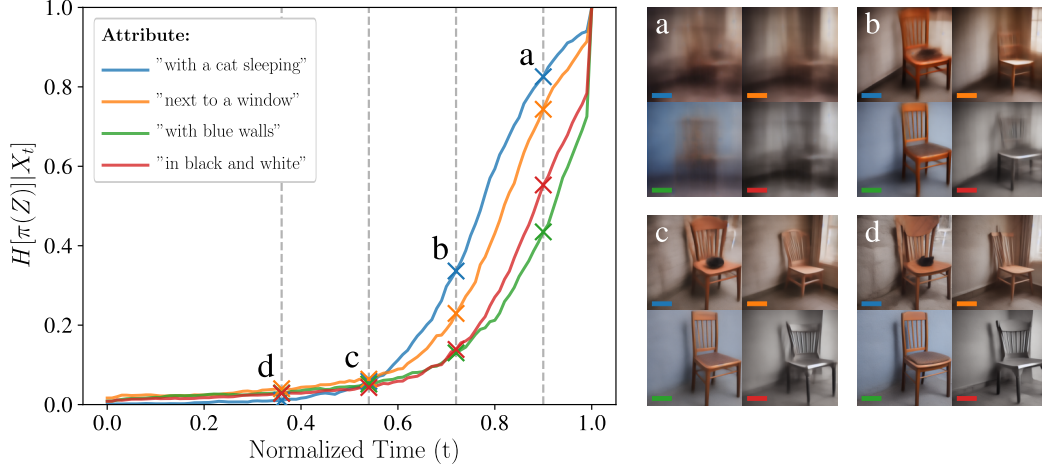 1.0
0.8
0.6
0.4
0.2
0.0
H[π(Z)]|X_t]
Attribute:
"with a cat sleeping"
"next to a window"
"with blue walls"
"in black and white"
a
b
c
d
0.0 0.2 0.4 0.6 0.8 1.0
Normalized Time (t)
a
b
c
d